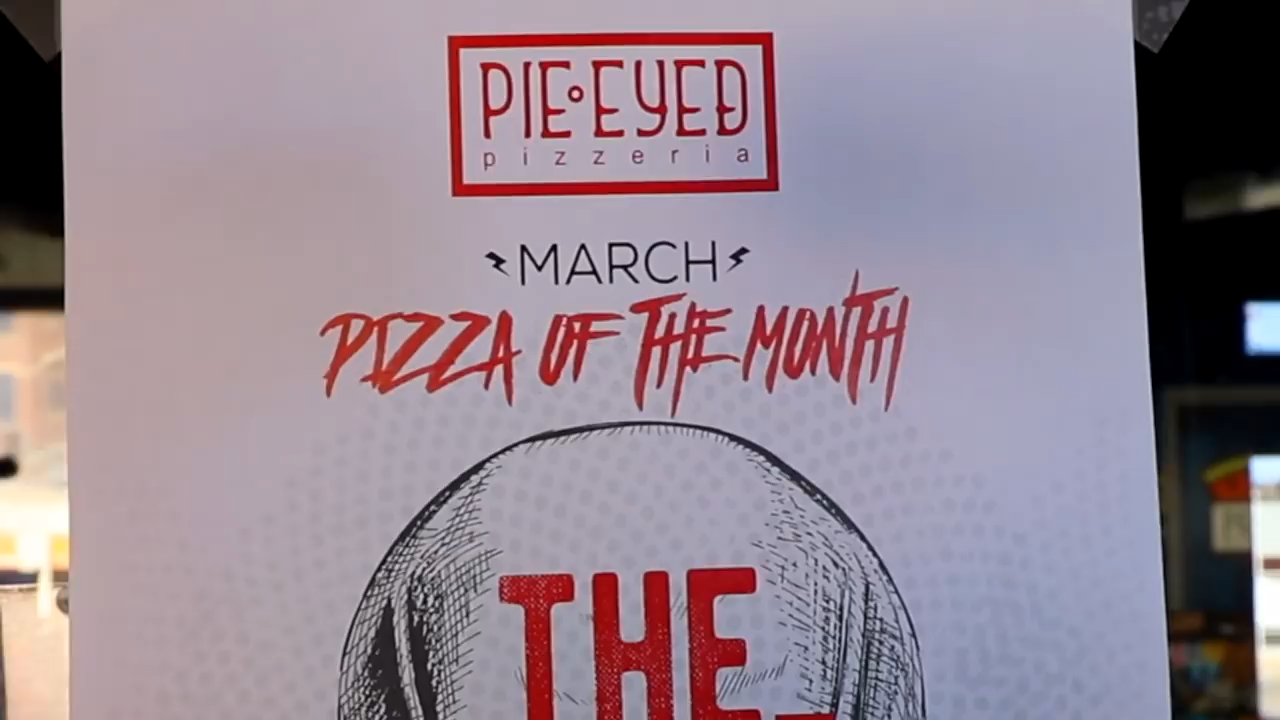 PIE•EYED
pizzeria
MARCH
PIZZA OF THE MONTH
THE